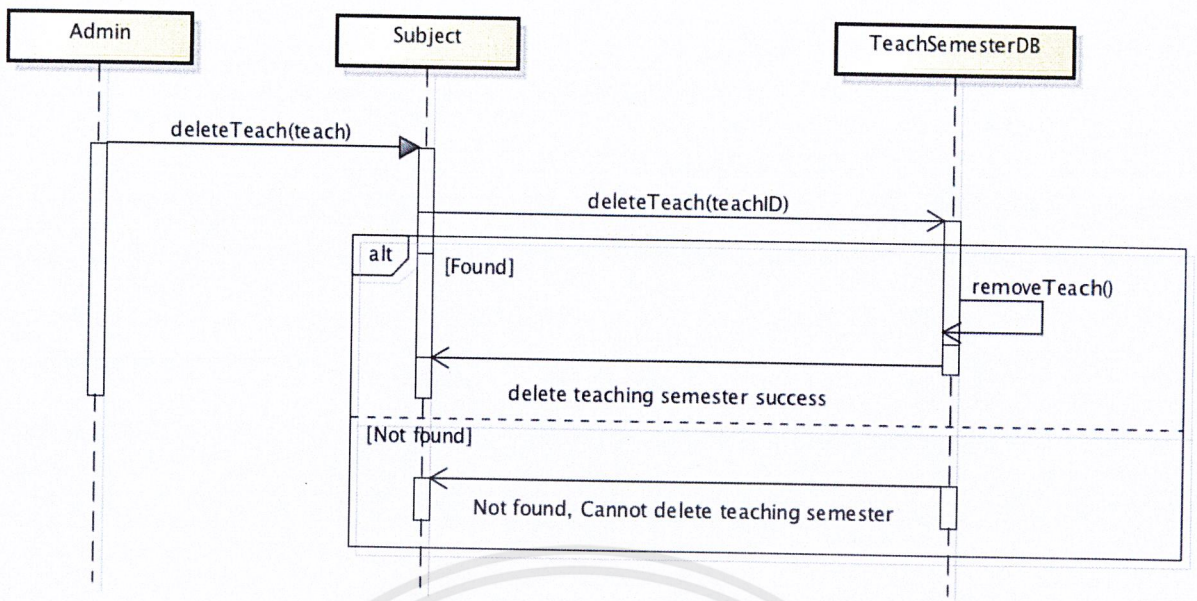 Admin
Subject
TeachSemesterDB
deleteTeach(teach)
deleteTeach(teachID)
alt
[Found]
removeTeach()
delete teaching semester success
[Not found]
Not found, Cannot delete teaching semester